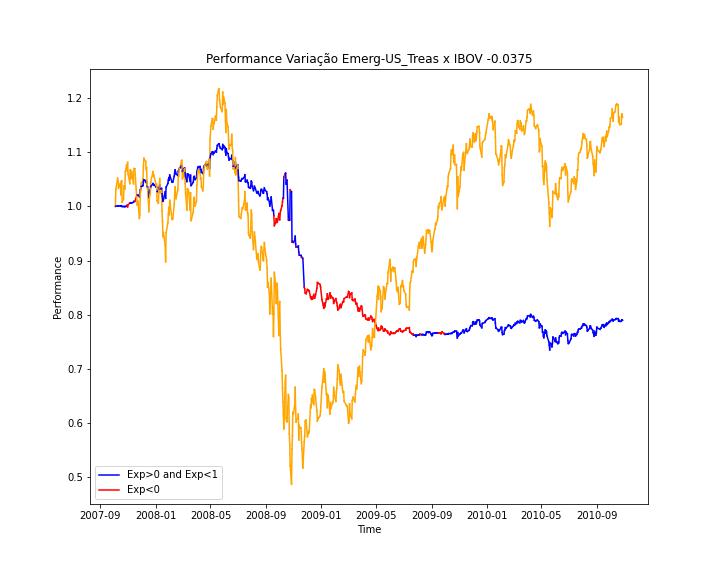 Performance Variação Emerg-US_Treas x IBOV -0.0375
Performance
1.2
1.1
1.0
0.9
0.8
0.7
0.6
0.5
Exp>0 and Exp<1
Exp<0
2007-09 2008-01 2008-05 2008-09 2009-01 2009-05 2009-09 2010-01 2010-05 2010-09
Time